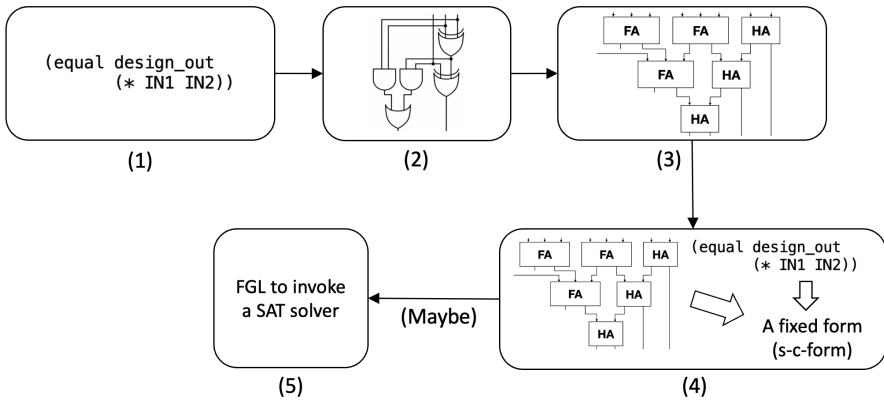 (equal design_out
(* IN1 IN2))
(1)
(2)
FA
FA
HA
FA
HA
HA
(3)
FA
FA
HA
FA
HA
HA
(equal design_out
(* IN1 IN2))
A fixed form
(s-c-form)
(4)
(Maybe)
FGL to invoke
a SAT solver
(5)